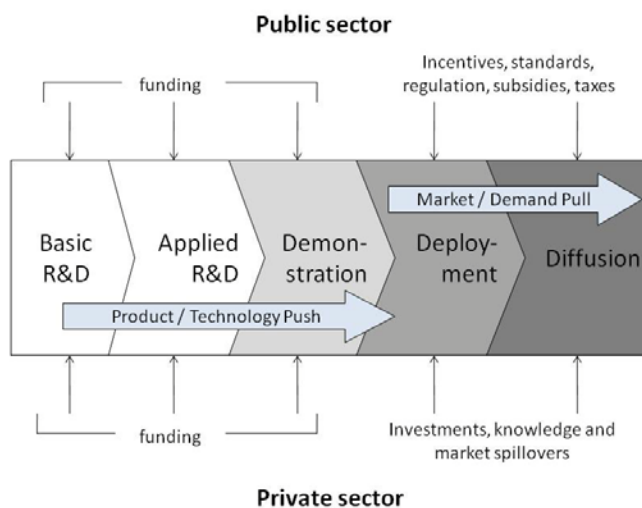 Public sector
funding
Incentives, standards,
regulation, subsidies, taxes
Market / Demand Pull
Basic
R&D
Applied
R&D
Demon-
stration
Deploy-
ment
Diffusion
Product / Technology Push
funding
Investments, knowledge and
market spillovers
Private sector